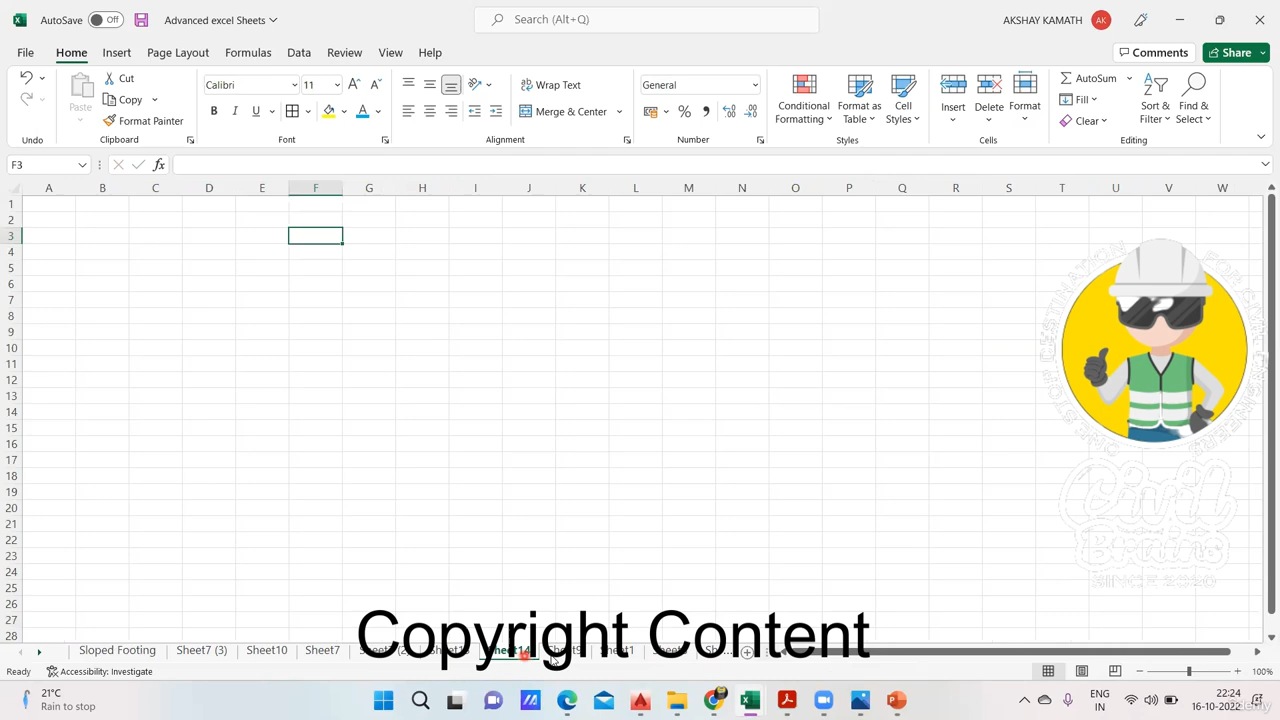 AutoSave Off Advanced excel Sheets Search (Alt+Q) AKSHAY KAMATH AK
File Home Insert Page Layout Formulas Data Review View Help Comments Share
Paste Cut Copy Format Painter
Calibri 11
B I U
Wrap Text
Merge & Center
General
Conditional Formatting Format as Table Cell Styles
Insert Delete Format
AutoSum Fill Clear
Sort & Filter Find & Select
Undo Clipboard Font Alignment Number Styles Cells Editing
F3 fx
A B C D E F G H I J K L M N O P Q R S T U V W
1
2
3
4
5
6
7
8
9
10
11
12
13
14
15
16
17
18
19
20
21
22
23
24
25
26
27
28
Civil
SINCE 2020
Copyright Content
Sloped Footing Sheet7 (3) Sheet10 Sheet7 Sheet14 Sheet1
Ready Accessibility: Investigate 100%
21°C
Rain to stop
ENG
IN
22:24
16-10-2022